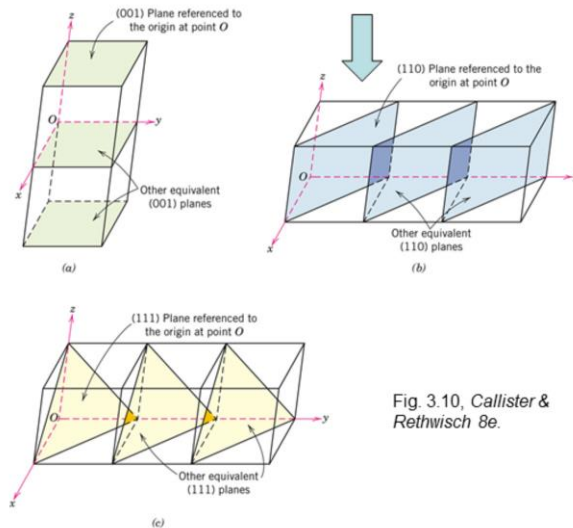 z
(001) Plane referenced to
the origin at point O
O
y
x
Other equivalent
(001) planes
(a)
z
(110) Plane referenced to the
origin at point O
O
x
Other equivalent
(110) planes
(b)
z
(111) Plane referenced to
the origin at point O
O
y
x
Other equivalent
(111) planes
(c)
Fig. 3.10, Callister &
Rethwisch 8e.